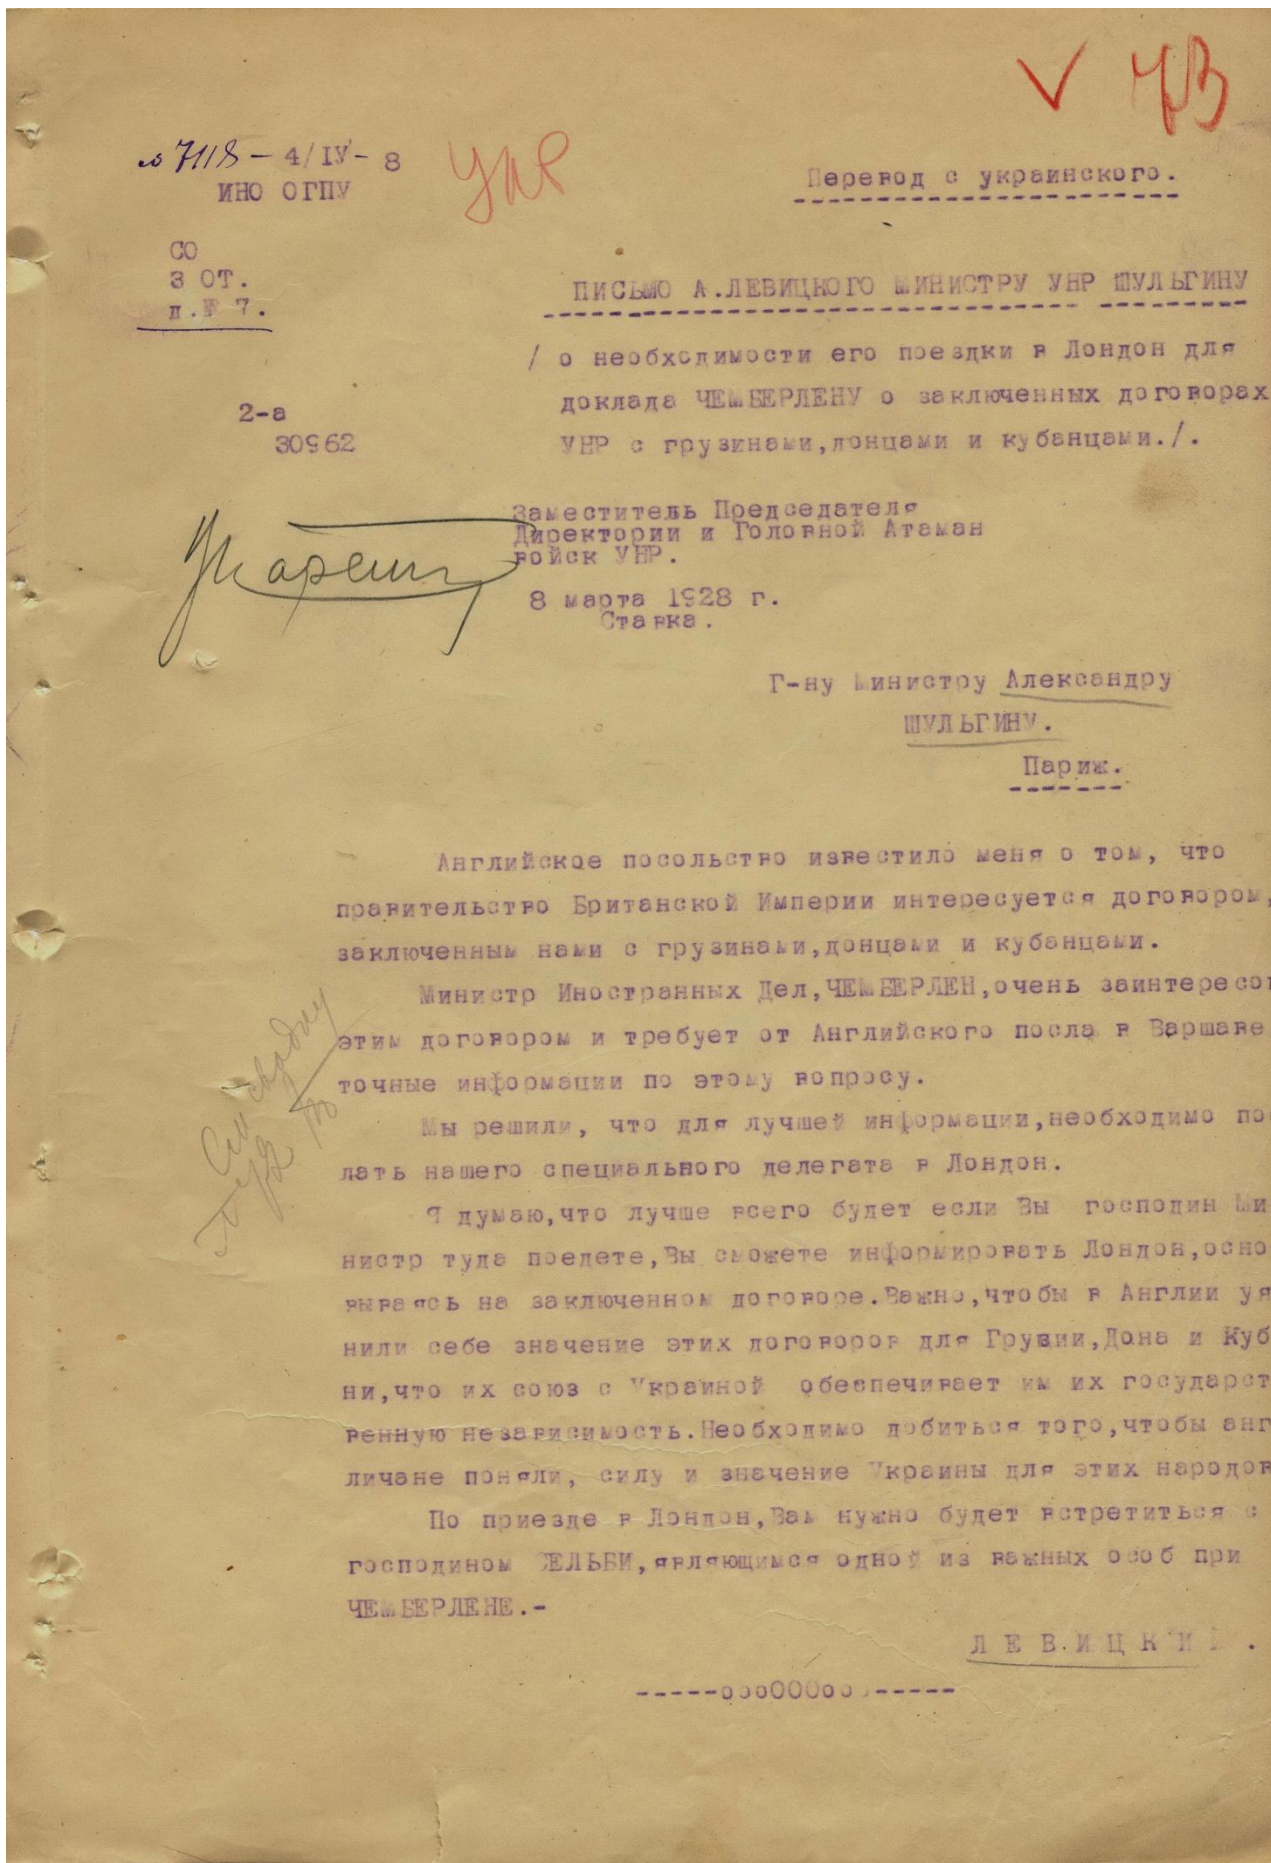 73
7118 - 4/IУ - 8
УНР
ИНО ОГПУ
Перевод с украинского.
СО
3 ОТ.
п.№ 7.
ПИСЬМО А.ЛЕВИЦКОГО МИНИСТРУ УНР ШУЛЬГИНУ
/ о необходимости его поездки в Лондон для
доклада ЧЕМБЕРЛЕНУ о заключенных договорах
УНР с грузинами,донцами и кубанцами./.
2-а
30962
Заместитель Председателя
Директории и Головной Атаман
войск УНР.
8 марта 1928 г.
Ставка.
Г-ну Министру Александру
ШУЛЬГИНУ.
Париж.
Английское посольство известило меня о том, что
правительство Британской Империи интересуется договором,
заключенным нами с грузинами,донцами и кубанцами.
Министр Иностранных Дел,ЧЕМБЕРЛЕН,очень заинтересов
этим договором и требует от Английского посла в Варшаве
точные информации по этому вопросу.
Мы решили, что для лучшей информации,необходимо по
лать нашего специального делегата в Лондон.
Я думаю,что лучше всего будет если Вы господин Ми
нистр туда поедете,Вы сможете информировать Лондон,осно
вываясь на заключенном договоре.Важно,чтобы в Англии уя
нили себе значение этих договоров для Грузии,Дона и Куб
ни,что их союз с Украиной обеспечивает им их государст
венную независимость.Необходимо добиться того,чтобы анг
личане поняли, силу и значение Украины для этих народов
По приезде в Лондон,Вам нужно будет встретиться с
господином СЕЛЬБИ,являющимся одной из важных особ при
ЧЕМБЕРЛЕНЕ.-
ЛЕВИЦКИЙ.
-----ооо000ооо-----